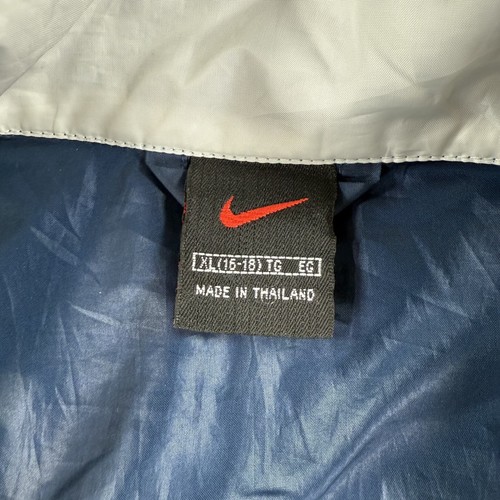 XL (16-18) TG EG
MADE IN THAILAND